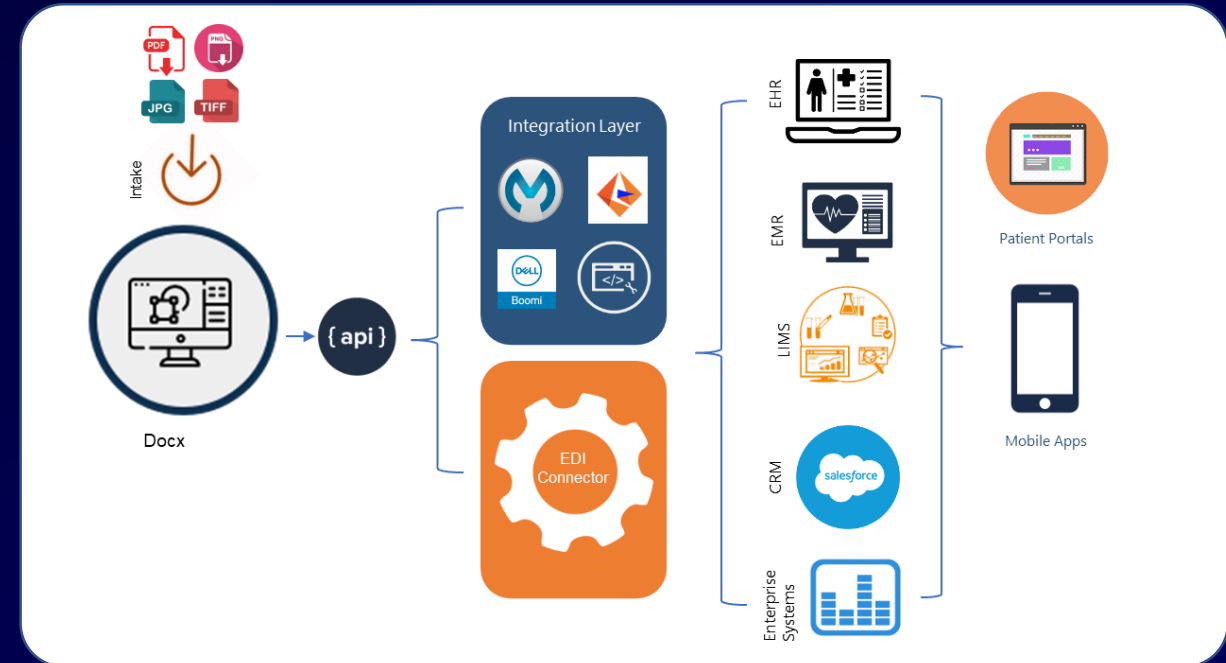 PDF
PNG
JPG
TIFF
Intake
Docx
{ api }
Integration Layer
DELL
Boomi
</>
EDI
Connector
EHR
EMR
LIMS
CRM
salesforce
Enterprise
Systems
Patient Portals
Mobile Apps